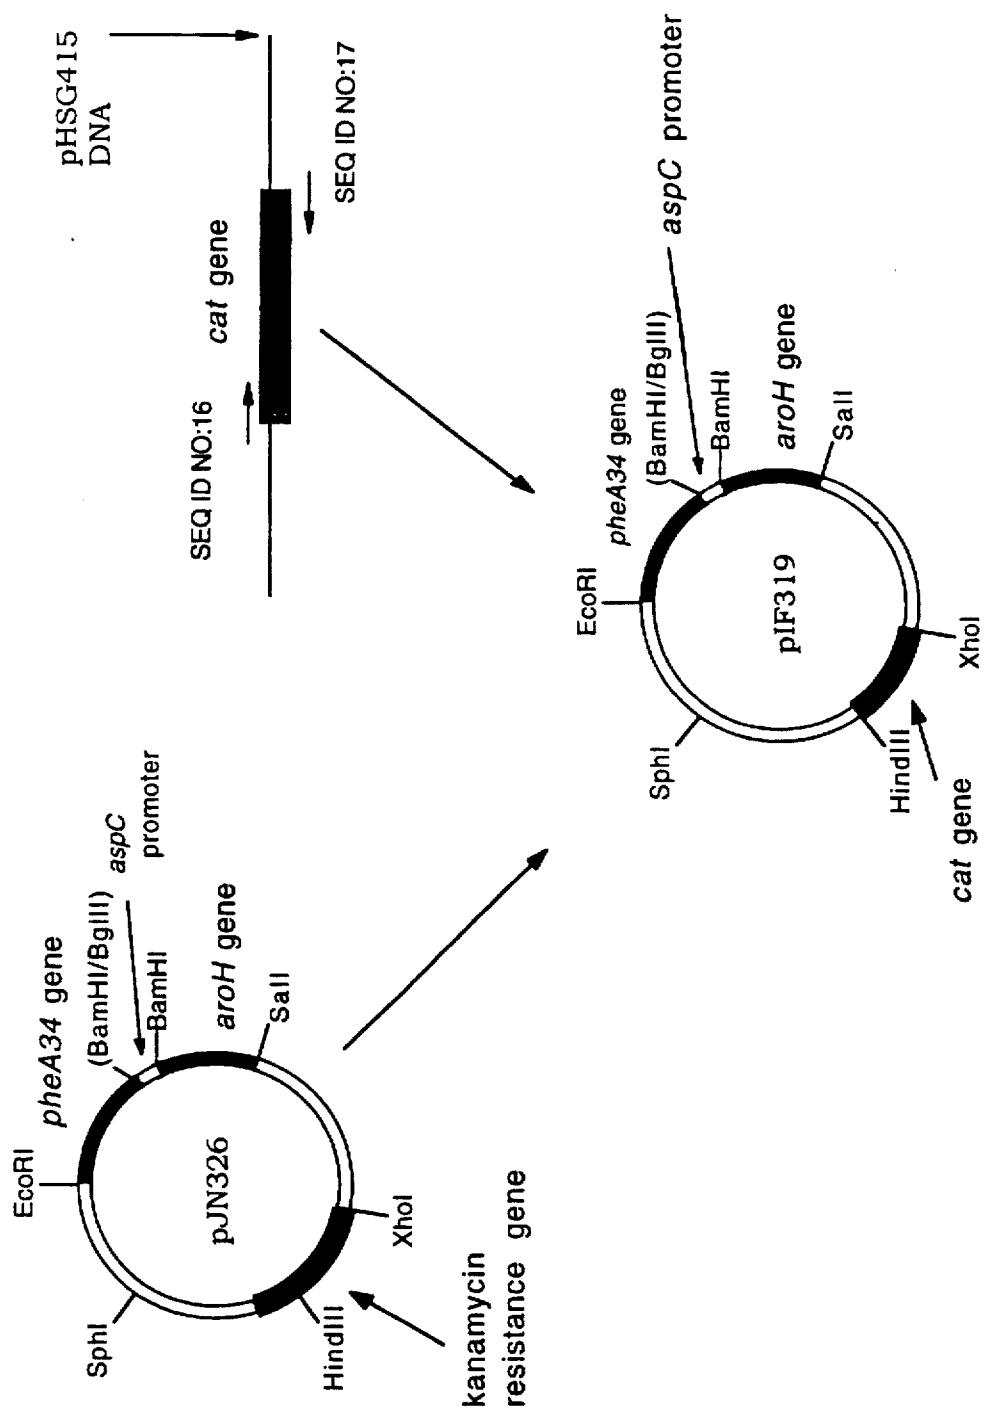 pJN326
EcoRI
pheA34 gene
(BamHI/BglII)
aspC
promoter
BamHI
aroH gene
SalI
XhoI
kanamycin
resistance gene
HindIII
SphI
pHSG415
DNA
cat gene
SEQ ID NO:16
SEQ ID NO:17
pIF319
EcoRI
pheA34 gene
(BamHI/BglII)
aspC promoter
BamHI
aroH gene
SalI
XhoI
cat gene
HindIII
SphI